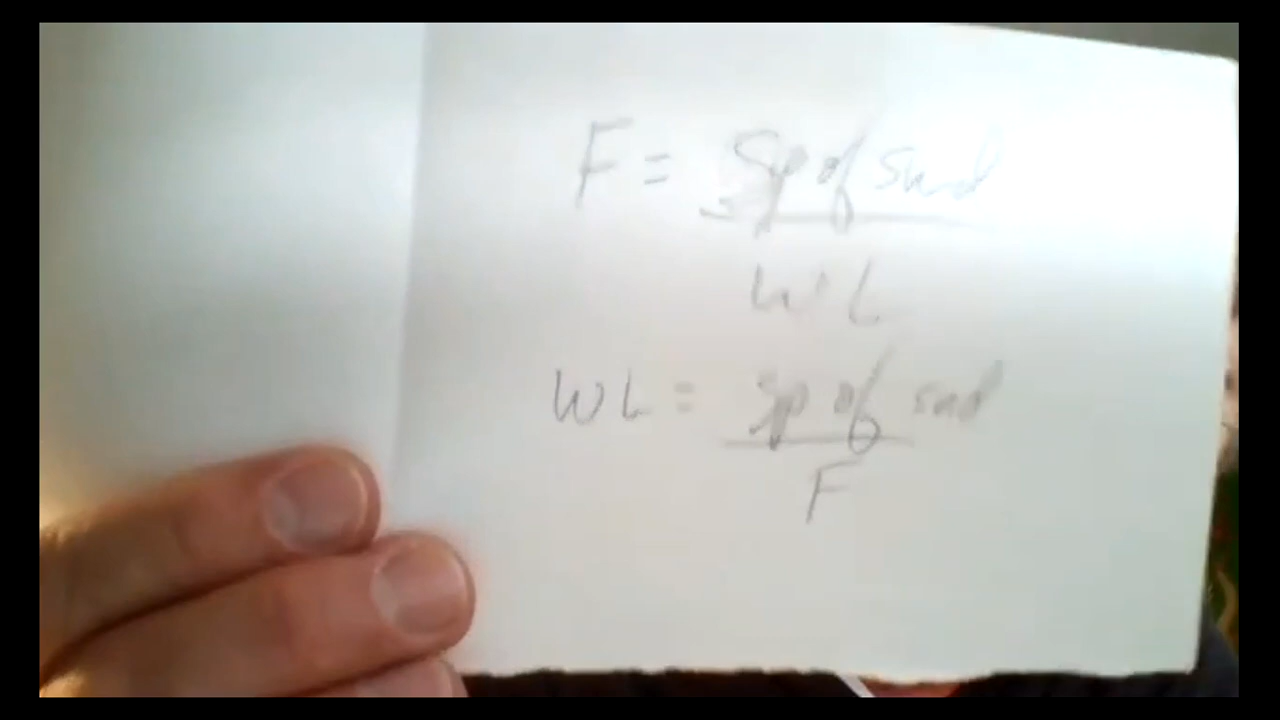 F = Sp of snd
WL
WL = Sp of snd
F